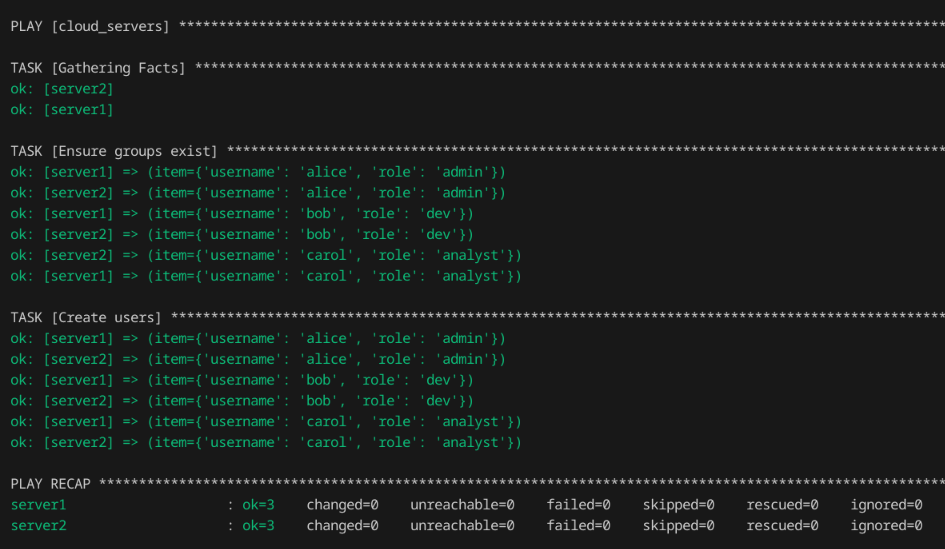 PLAY [cloud_servers] ************************************************************************************************
TASK [Gathering Facts] **********************************************************************************************
ok: [server2]
ok: [server1]
TASK [Ensure groups exist] ******************************************************************************************
ok: [server1] => (item={'username': 'alice', 'role': 'admin'})
ok: [server2] => (item={'username': 'alice', 'role': 'admin'})
ok: [server1] => (item={'username': 'bob', 'role': 'dev'})
ok: [server2] => (item={'username': 'bob', 'role': 'dev'})
ok: [server2] => (item={'username': 'carol', 'role': 'analyst'})
ok: [server1] => (item={'username': 'carol', 'role': 'analyst'})
TASK [Create users] *************************************************************************************************
ok: [server1] => (item={'username': 'alice', 'role': 'admin'})
ok: [server2] => (item={'username': 'alice', 'role': 'admin'})
ok: [server1] => (item={'username': 'bob', 'role': 'dev'})
ok: [server2] => (item={'username': 'bob', 'role': 'dev'})
ok: [server1] => (item={'username': 'carol', 'role': 'analyst'})
ok: [server2] => (item={'username': 'carol', 'role': 'analyst'})
PLAY RECAP **********************************************************************************************************
server1                    : ok=3    changed=0    unreachable=0    failed=0    skipped=0    rescued=0    ignored=0
server2                    : ok=3    changed=0    unreachable=0    failed=0    skipped=0    rescued=0    ignored=0